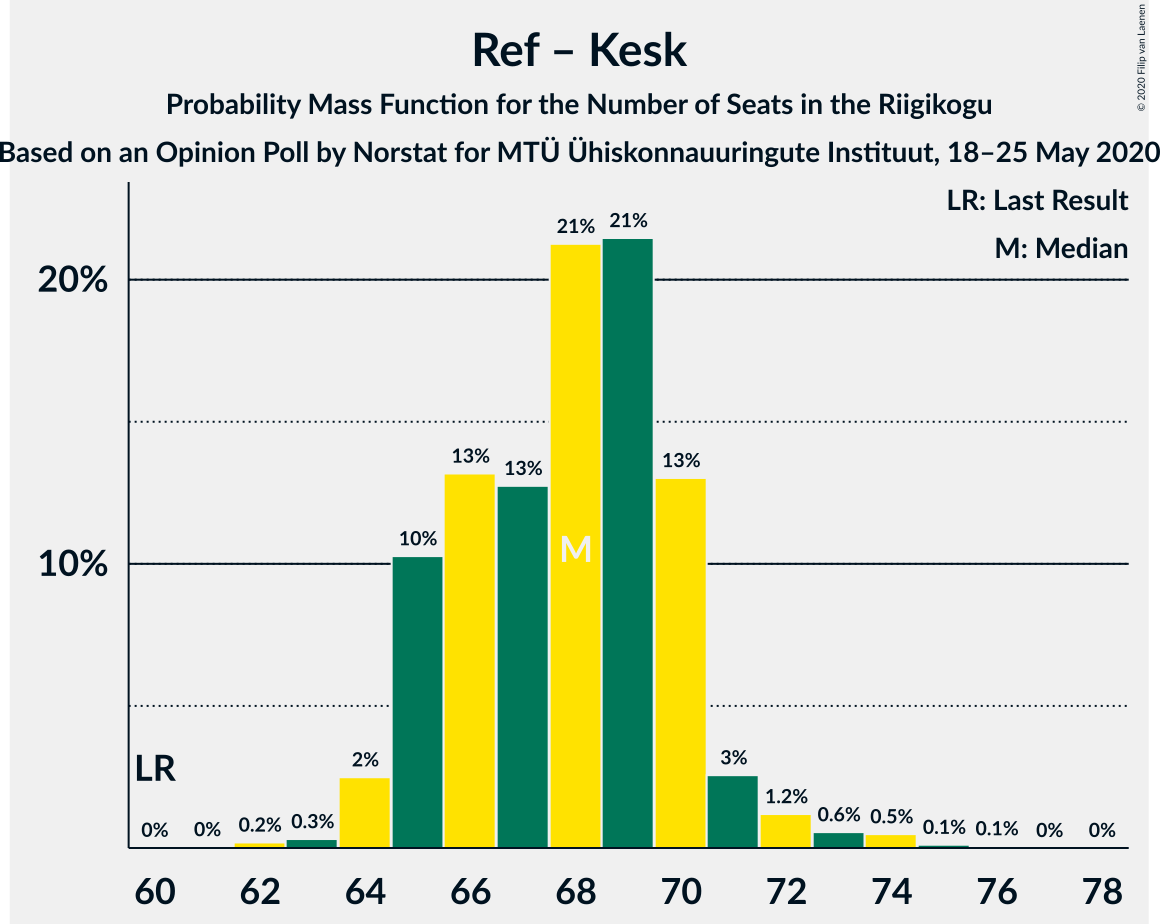 Ref – Kesk
Probability Mass Function for the Number of Seats in the Riigikogu
Based on an Opinion Poll by Norstat for MTÜ Ühiskonnauuringute Instituut, 18–25 May 2020
© 2020 Filip van Laenen
LR: Last Result
M: Median
20%
10%
LR
M
0%
0%
0.2%
0.3%
2%
10%
13%
13%
21%
21%
13%
3%
1.2%
0.6%
0.5%
0.1%
0.1%
0%
0%
60 62 64 66 68 70 72 74 76 78